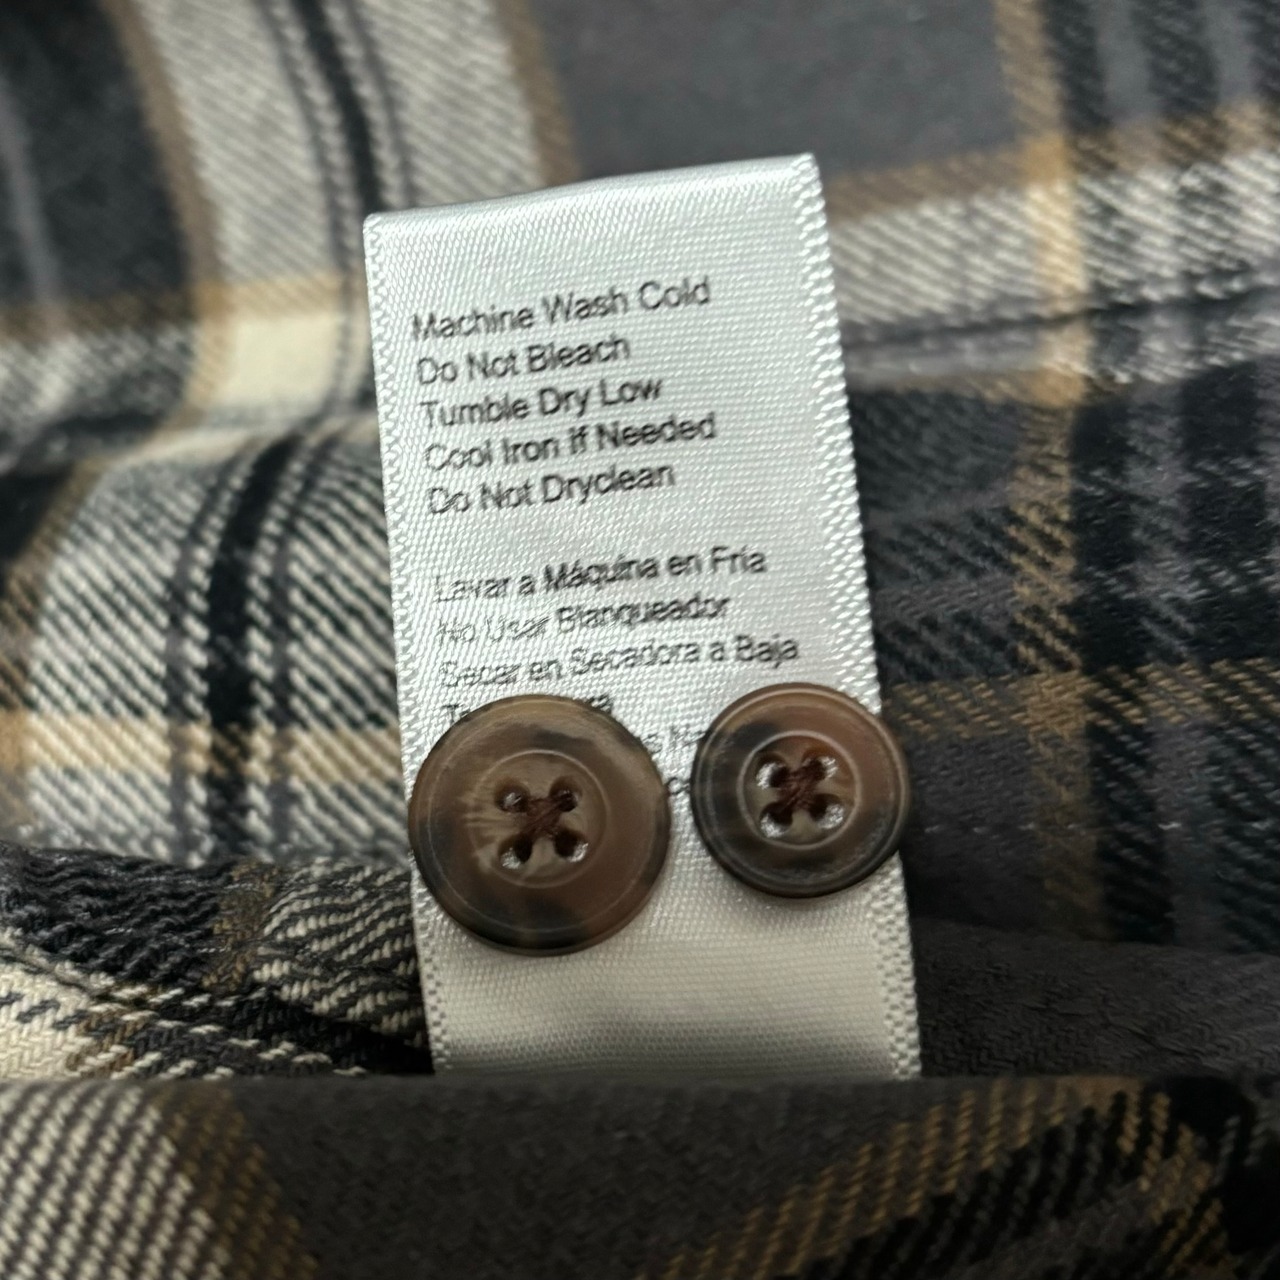 Machine Wash Cold
Do Not Bleach
Tumble Dry Low
Cool Iron If Needed
Do Not Dryclean
Lavar a Máquina en Fría
No Usar Blanqueador
Secar en Secadora a Baja